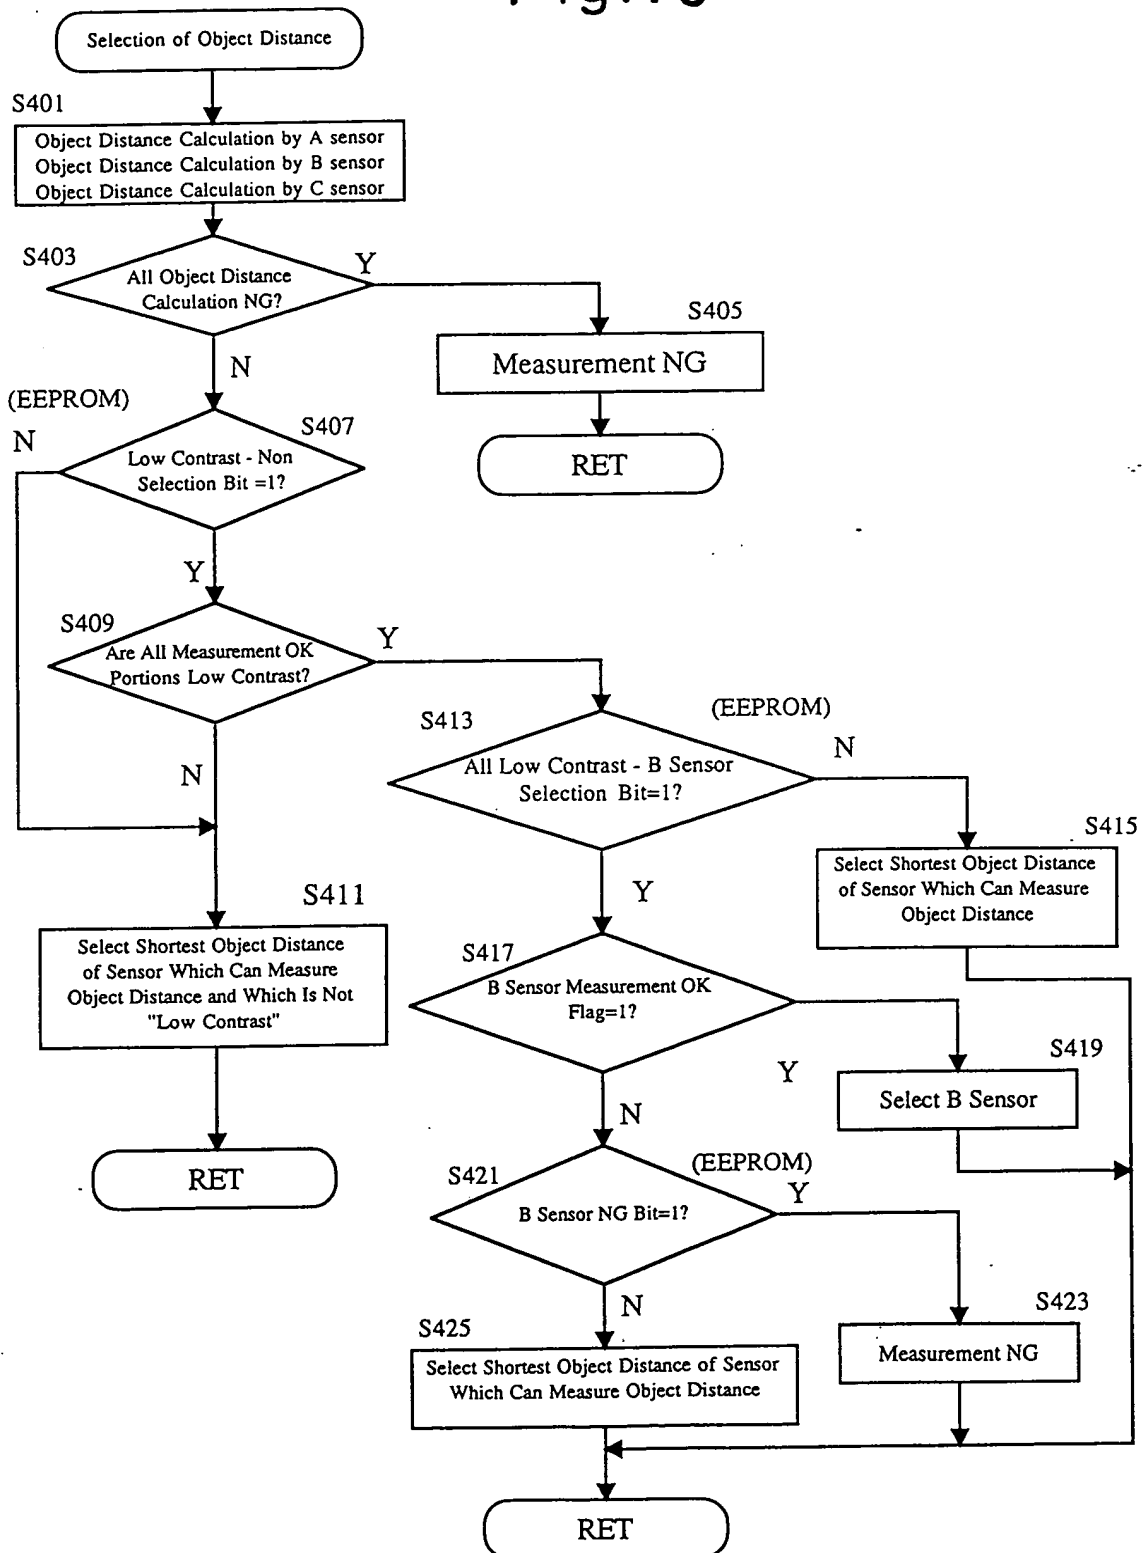 Selection of Object Distance
S401
Object Distance Calculation by A sensor
Object Distance Calculation by B sensor
Object Distance Calculation by C sensor
S403
All Object Distance
Calculation NG?
Y
S405
Measurement NG
RET
N
(EEPROM)
N
S407
Low Contrast - Non
Selection Bit =1?
Y
S409
Are All Measurement OK
Portions Low Contrast?
Y
N
S411
Select Shortest Object Distance
of Sensor Which Can Measure
Object Distance and Which Is Not
"Low Contrast"
RET
S413
(EEPROM)
All Low Contrast - B Sensor
Selection Bit=1?
N
S415
Select Shortest Object Distance
of Sensor Which Can Measure
Object Distance
Y
S417
B Sensor Measurement OK
Flag=1?
Y
S419
Select B Sensor
N
S421
(EEPROM)
Y
B Sensor NG Bit=1?
S423
Measurement NG
N
S425
Select Shortest Object Distance of Sensor
Which Can Measure Object Distance
RET